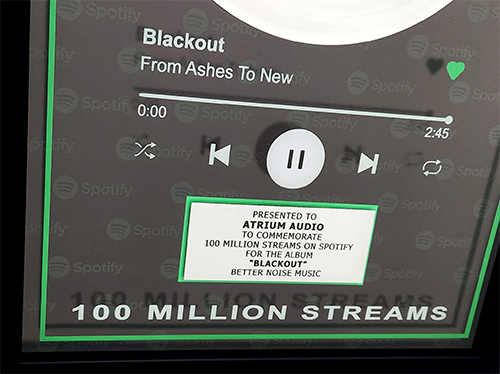 Spotify
Blackout
From Ashes To New
0:00
2:45
PRESENTED TO
ATRIUM AUDIO
TO COMMEMORATE
100 MILLION STREAMS ON SPOTIFY
FOR THE ALBUM
"BLACKOUT"
BETTER NOISE MUSIC
100 MILLION STREAMS